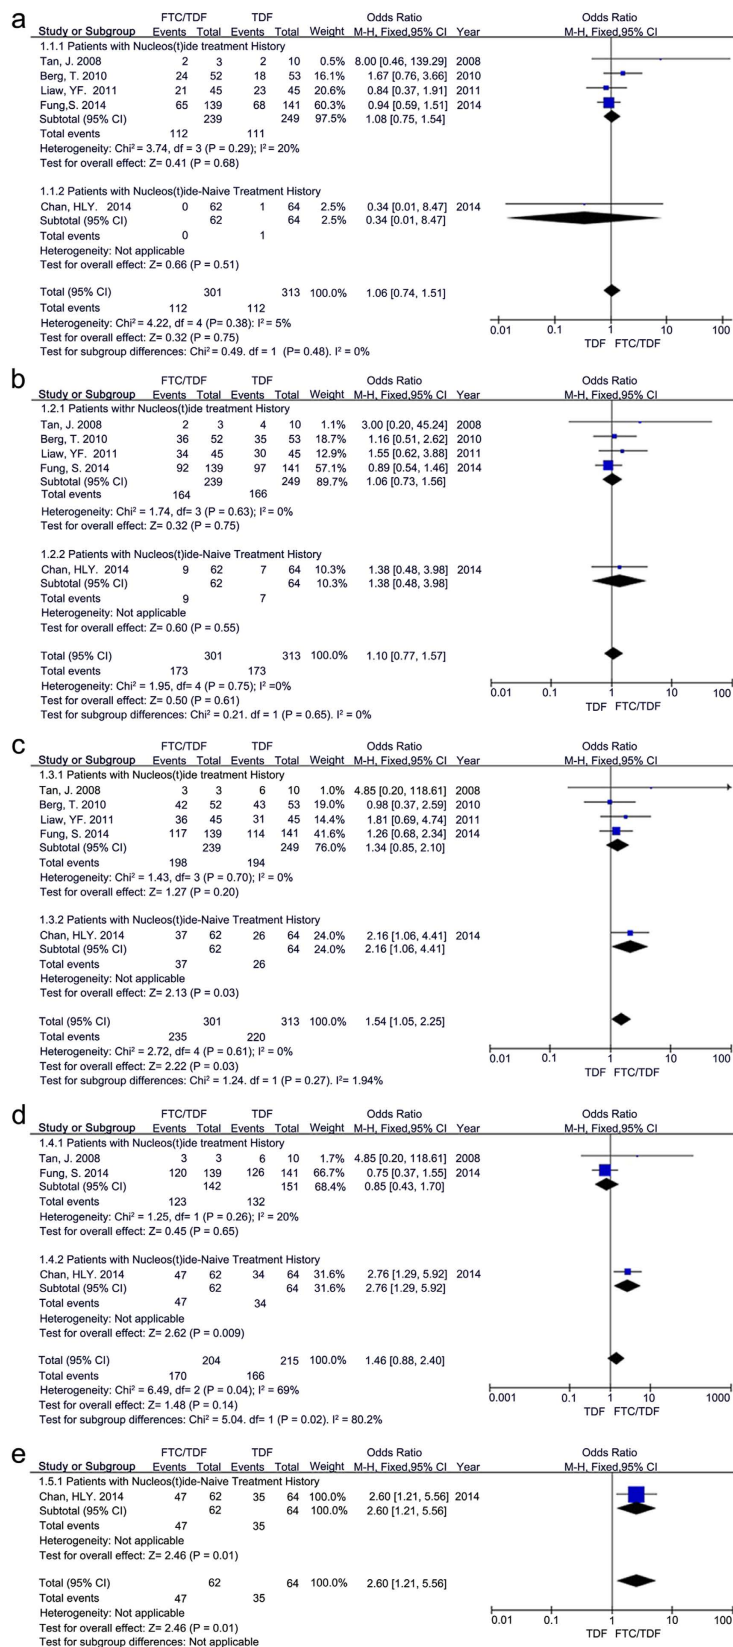 a
FTC/TDF TDF Odds Ratio Odds Ratio
Study or Subgroup Events Total Events Total Weight M-H, Fixed,95% CI Year M-H, Fixed,95% CI
1.1.1 Patients with Nucleos(t)ide treatment History
Tan, J. 2008 2 3 2 10 0.5% 8.00 [0.46, 139.29] 2008
Berg, T. 2010 24 52 18 53 16.1% 1.67 [0.76, 3.66] 2010
Liaw, YF. 2011 21 45 23 45 20.6% 0.84 [0.37, 1.91] 2011
Fung,S. 2014 65 139 68 141 60.3% 0.94 [0.59, 1.51] 2014
Subtotal (95% CI) 239 249 97.5% 1.08 [0.75, 1.54]
Total events 112 111
Heterogeneity: Chi² = 3.74, df = 3 (P = 0.29); I² = 20%
Test for overall effect: Z= 0.41 (P = 0.68)
1.1.2 Patients with Nucleos(t)ide-Naive Treatment History
Chan, HLY. 2014 0 62 1 64 2.5% 0.34 [0.01, 8.47] 2014
Subtotal (95% CI) 62 64 2.5% 0.34 [0.01, 8.47]
Total events 0 1
Heterogeneity: Not applicable
Test for overall effect: Z= 0.66 (P = 0.51)
Total (95% CI) 301 313 100.0% 1.06 [0.74, 1.51]
Total events 112 112
Heterogeneity: Chi² = 4.22, df = 4 (P= 0.38): I² = 5%
Test for overall effect: Z= 0.32 (P = 0.75)
Test for subgroup differences: Chi² = 0.49. df = 1 (P= 0.48). I² = 0%
0.01 0.1 1 10 100
TDF FTC/TDF
b
FTC/TDF TDF Odds Ratio Odds Ratio
Study or Subgroup Events Total Events Total Weight M-H, Fixed,95% CI Year M-H, Fixed,95% CI
1.2.1 Patients withr Nucleos(t)ide treatment History
Tan, J. 2008 2 3 4 10 1.1% 3.00 [0.20, 45.24] 2008
Berg, T. 2010 36 52 35 53 18.7% 1.16 [0.51, 2.62] 2010
Liaw, YF. 2011 34 45 30 45 12.9% 1.55 [0.62, 3.88] 2011
Fung, S. 2014 92 139 97 141 57.1% 0.89 [0.54, 1.46] 2014
Subtotal (95% CI) 239 249 89.7% 1.06 [0.73, 1.56]
Total events 164 166
Heterogeneity: Chi² = 1.74, df= 3 (P = 0.63); I² = 0%
Test for overall effect: Z= 0.32 (P = 0.75)
1.2.2 Patients with Nucleos(t)ide-Naive Treatment History
Chan, HLY. 2014 9 62 7 64 10.3% 1.38 [0.48, 3.98] 2014
Subtotal (95% CI) 62 64 10.3% 1.38 [0.48, 3.98]
Total events 9 7
Heterogeneity: Not applicable
Test for overall effect: Z= 0.60 (P = 0.55)
Total (95% CI) 301 313 100.0% 1.10 [0.77, 1.57]
Total events 173 173
Heterogeneity: Chi² = 1.95, df= 4 (P = 0.75); I² =0%
Test for overall effect: Z= 0.50 (P = 0.61)
Test for subgroup differences: Chi² = 0.21. df = 1 (P = 0.65). I² = 0%
0.01 0.1 1 10 100
TDF FTC/TDF
c
FTC/TDF TDF Odds Ratio Odds Ratio
Study or Subgroup Events Total Events Total Weight M-H, Fixed,95% CI Year M-H, Fixed,95% CI
1.3.1 Patients with Nucleos(t)ide treatment History
Tan, J. 2008 3 3 6 10 1.0% 4.85 [0.20, 118.61] 2008
Berg, T. 2010 42 52 43 53 19.0% 0.98 [0.37, 2.59] 2010
Liaw, YF. 2011 36 45 31 45 14.4% 1.81 [0.69, 4.74] 2011
Fung, S. 2014 117 139 114 141 41.6% 1.26 [0.68, 2.34] 2014
Subtotal (95% CI) 239 249 76.0% 1.34 [0.85, 2.10]
Total events 198 194
Heterogeneity: Chi² = 1.43, df= 3 (P = 0.70); I² = 0%
Test for overall effect: Z= 1.27 (P = 0.20)
1.3.2 Patients with Nucleos(t)ide-Naive Treatment History
Chan, HLY. 2014 37 62 26 64 24.0% 2.16 [1.06, 4.41] 2014
Subtotal (95% CI) 62 64 24.0% 2.16 [1.06, 4.41]
Total events 37 26
Heterogeneity: Not applicable
Test for overall effect: Z= 2.13 (P = 0.03)
Total (95% CI) 301 313 100.0% 1.54 [1.05, 2.25]
Total events 235 220
Heterogeneity: Chi² = 2.72, df= 4 (P = 0.61); I² = 0%
Test for overall effect: Z= 2.22 (P = 0.03)
Test for subgroup differences: Chi² = 1.24. df = 1 (P = 0.27). I²= 1.94%
0.01 0.1 1 10 100
TDF FTC/TDF
d
FTC/TDF TDF Odds Ratio Odds Ratio
Study or Subgroup Events Total Events Total Weight M-H, Fixed,95% CI Year M-H, Fixed,95% CI
1.4.1 Patients with Nucleos(t)ide treatment History
Tan, J. 2008 3 3 6 10 1.7% 4.85 [0.20, 118.61] 2008
Fung, S. 2014 120 139 126 141 66.7% 0.75 [0.37, 1.55] 2014
Subtotal (95% CI) 142 151 68.4% 0.85 [0.43, 1.70]
Total events 123 132
Heterogeneity: Chi² = 1.25, df= 1 (P = 0.26); I² = 20%
Test for overall effect: Z= 0.45 (P = 0.65)
1.4.2 Patients with Nucleos(t)ide-Naive Treatment History
Chan, HLY. 2014 47 62 34 64 31.6% 2.76 [1.29, 5.92] 2014
Subtotal (95% CI) 62 64 31.6% 2.76 [1.29, 5.92]
Total events 47 34
Heterogeneity: Not applicable
Test for overall effect: Z= 2.62 (P = 0.009)
Total (95% CI) 204 215 100.0% 1.46 [0.88, 2.40]
Total events 170 166
Heterogeneity: Chi² = 6.49, df= 2 (P = 0.04); I² = 69%
Test for overall effect: Z= 1.48 (P = 0.14)
Test for subgroup differences: Chi² = 5.04. df= 1 (P = 0.02). I² = 80.2%
0.001 0.1 1 10 1000
TDF FTC/TDF
e
FTC/TDF TDF Odds Ratio Odds Ratio
Study or Subgroup Events Total Events Total Weight M-H, Fixed,95% CI Year M-H, Fixed,95% CI
1.5.1 Patients with Nucleos(t)ide-Naive Treatment History
Chan, HLY. 2014 47 62 35 64 100.0% 2.60 [1.21, 5.56] 2014
Subtotal (95% CI) 62 64 100.0% 2.60 [1.21, 5.56]
Total events 47 35
Heterogeneity: Not applicable
Test for overall effect: Z= 2.46 (P = 0.01)
Total (95% CI) 62 64 100.0% 2.60 [1.21, 5.56]
Total events 47 35
Heterogeneity: Not applicable
Test for overall effect: Z= 2.46 (P = 0.01)
Test for subgroup differences: Not applicable
0.01 0.1 1 10 100
TDF FTC/TDF